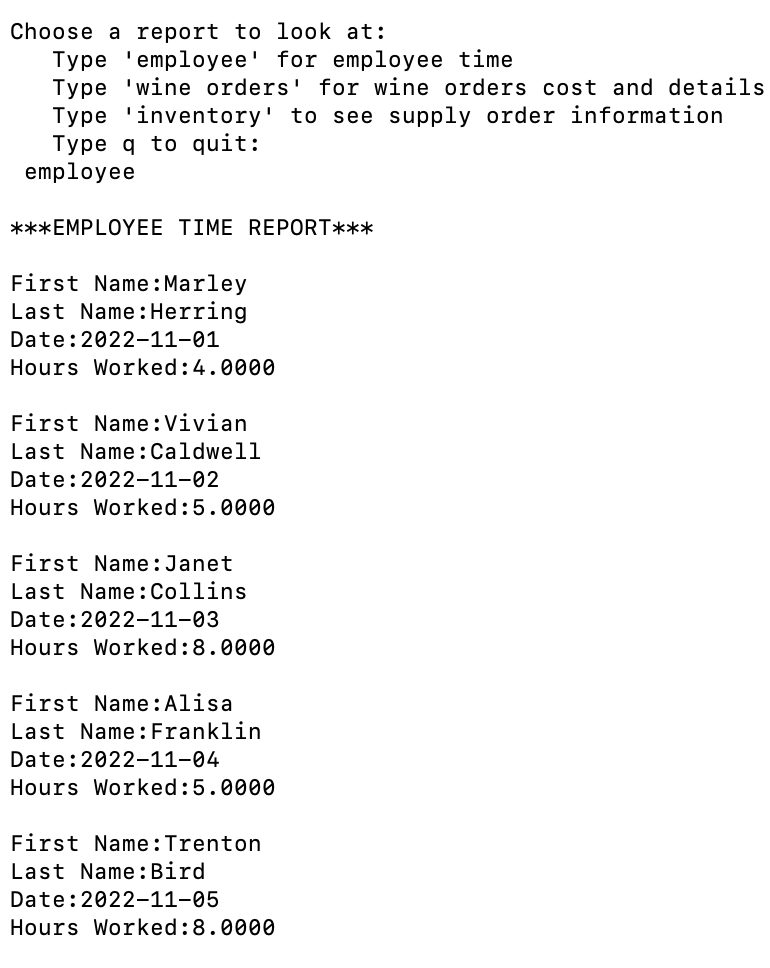 Choose a report to look at:
   Type 'employee' for employee time
   Type 'wine orders' for wine orders cost and details
   Type 'inventory' to see supply order information
   Type q to quit:
 employee

***EMPLOYEE TIME REPORT***

First Name:Marley
Last Name:Herring
Date:2022-11-01
Hours Worked:4.0000

First Name:Vivian
Last Name:Caldwell
Date:2022-11-02
Hours Worked:5.0000

First Name:Janet
Last Name:Collins
Date:2022-11-03
Hours Worked:8.0000

First Name:Alisa
Last Name:Franklin
Date:2022-11-04
Hours Worked:5.0000

First Name:Trenton
Last Name:Bird
Date:2022-11-05
Hours Worked:8.0000